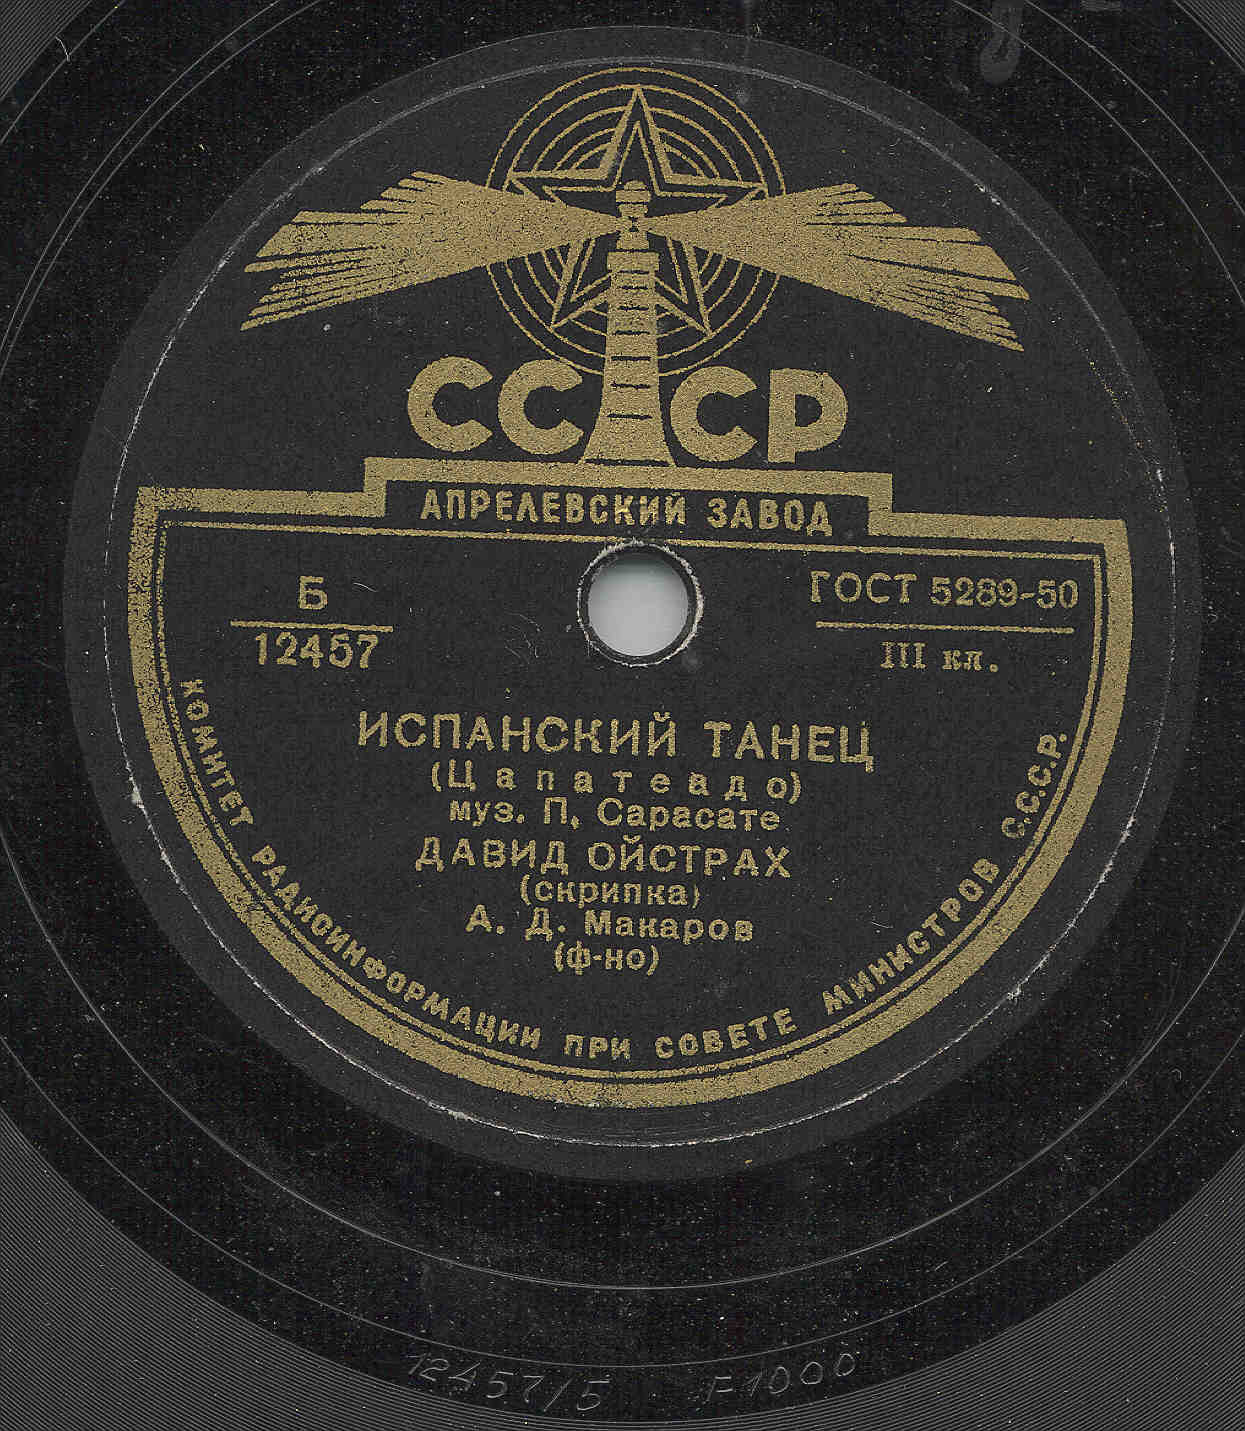 СССР
АПРЕЛЕВСКИЙ ЗАВОД
Б
12457
ГОСТ 5289-50
III кл.
ИСПАНСКИЙ ТАНЕЦ
(Цапатеадо)
муз. П. Сарасате
ДАВИД ОЙСТРАХ
(скрипка)
А. Д. Макаров
(ф-но)
КОМИТЕТ РАДИОИНФОРМАЦИИ ПРИ СОВЕТЕ МИНИСТРОВ С.С.С.Р.
12457/5 F1000